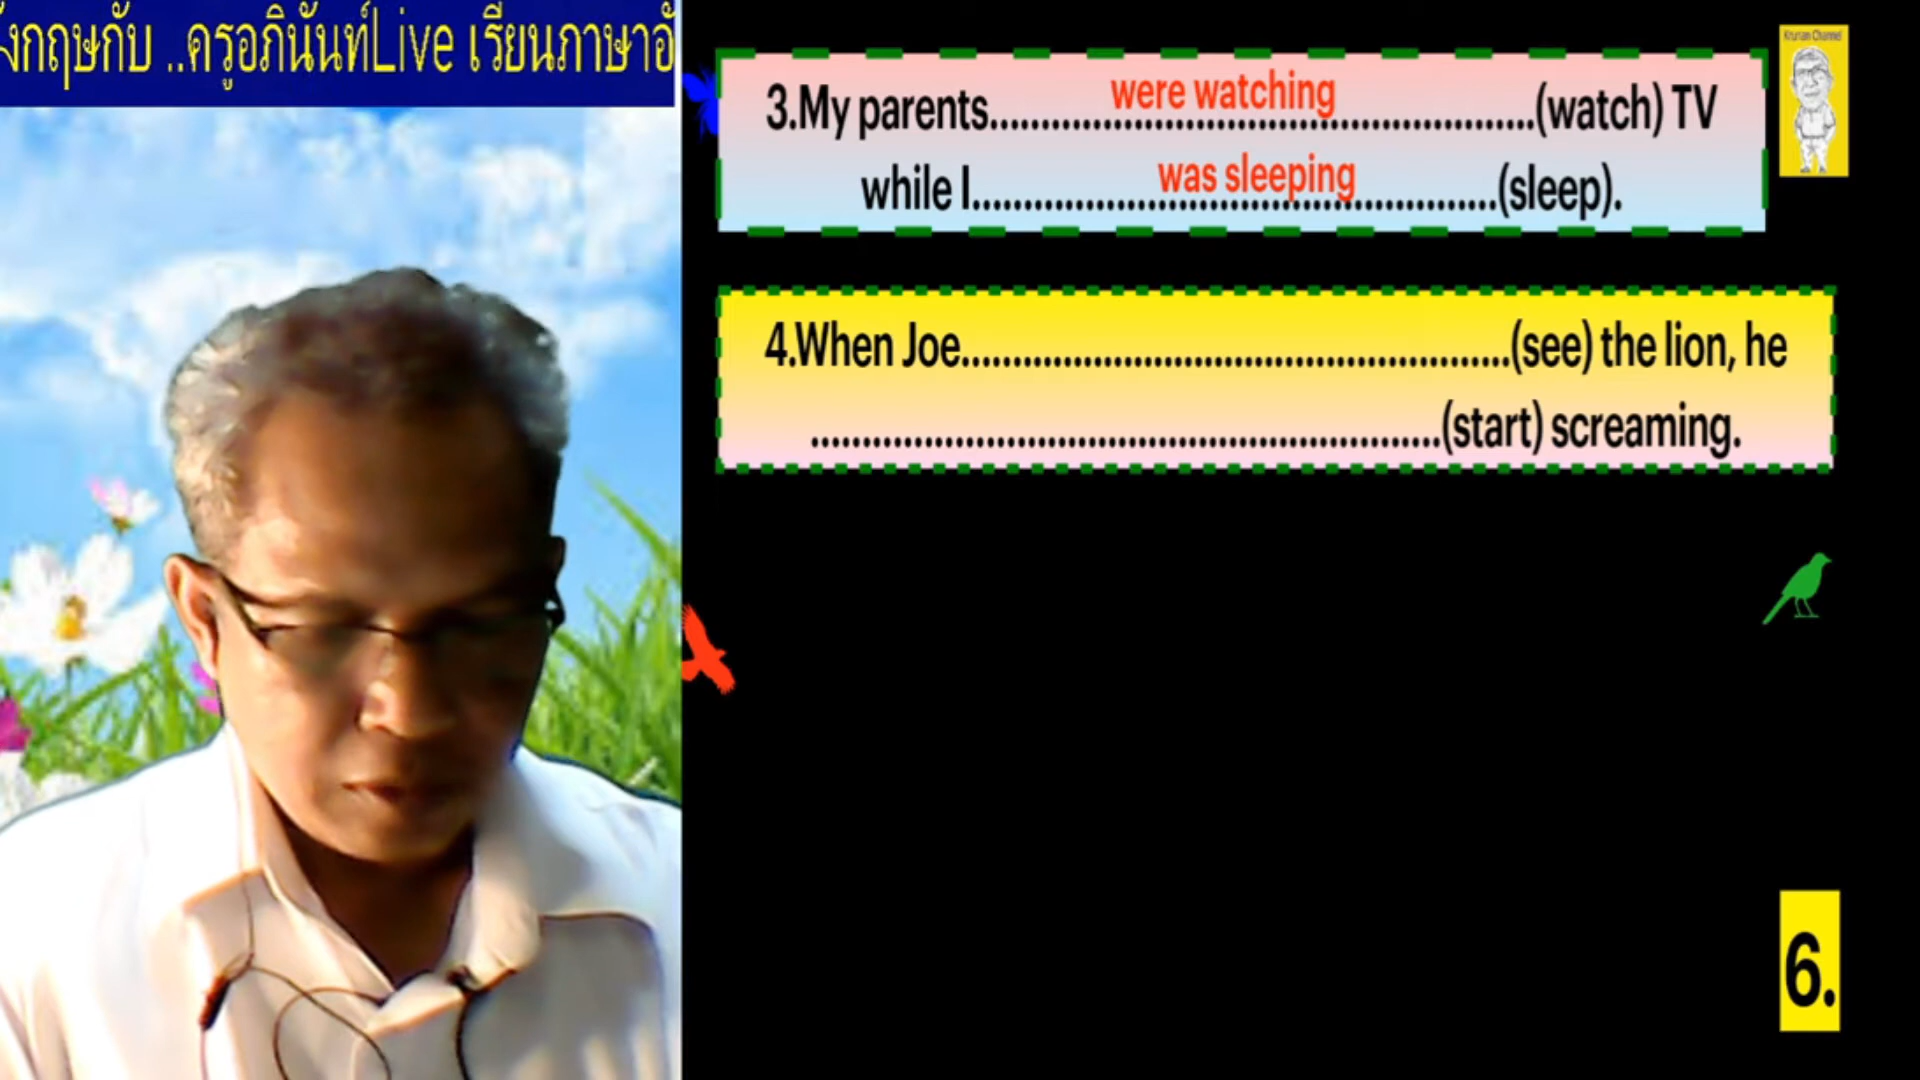 งกฤษกับ ..ครูอภินันท์Live เรียนภาษาอั
Krunan Channel
3.My parents..........................................................(watch) TV
were watching
while I........................................................(sleep).
was sleeping
4.When Joe...........................................................(see) the lion, he
....................................................................(start) screaming.
6.